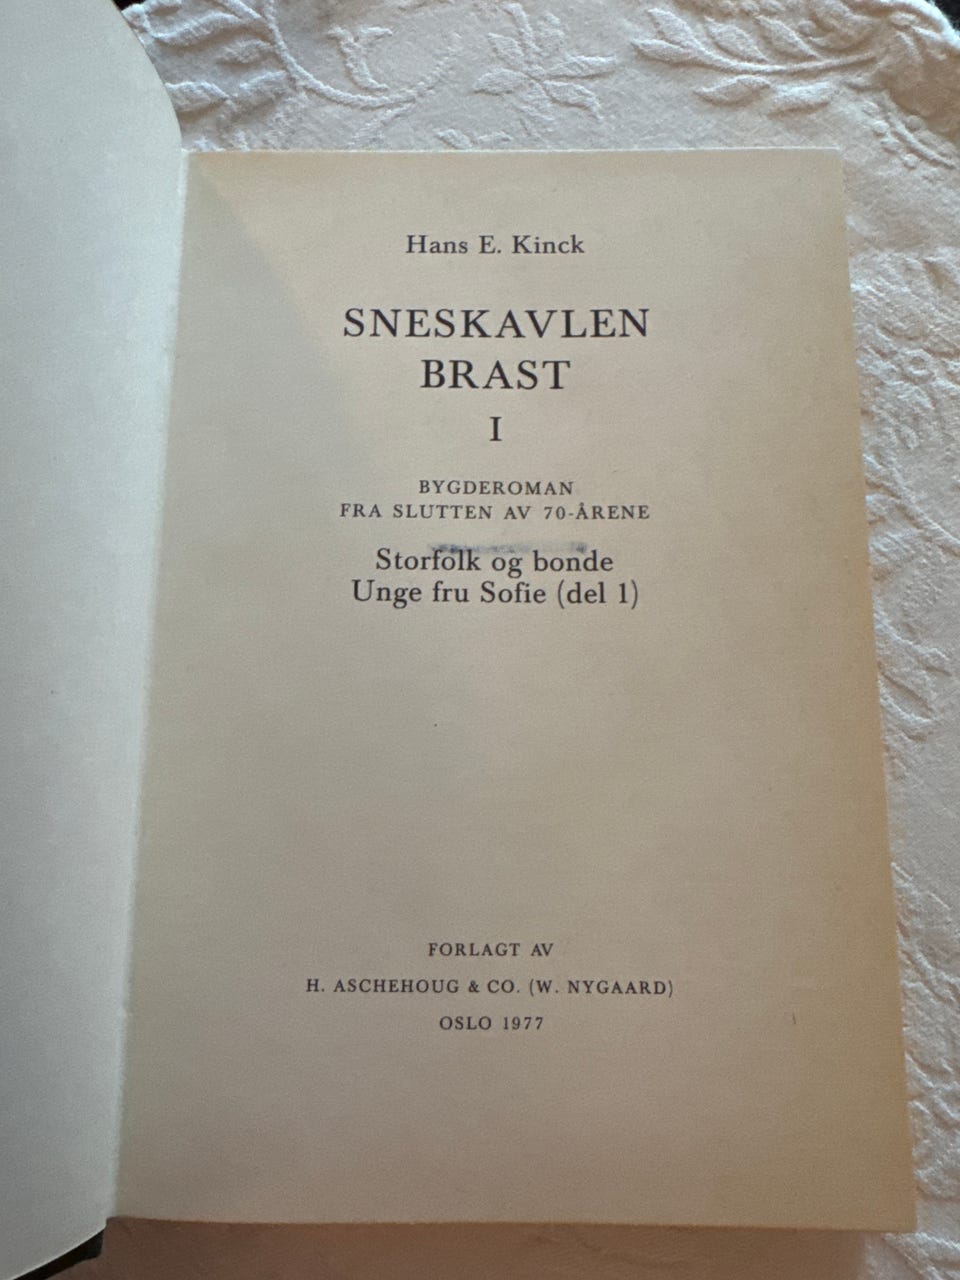 Hans E. Kinck
SNESKAVLEN
BRAST
I
BYGDEROMAN
FRA SLUTTEN AV 70-ÅRENE
Storfolk og bonde
Unge fru Sofie (del 1)
FORLAGT AV
H. ASCHEHOUG & CO. (W. NYGAARD)
OSLO 1977